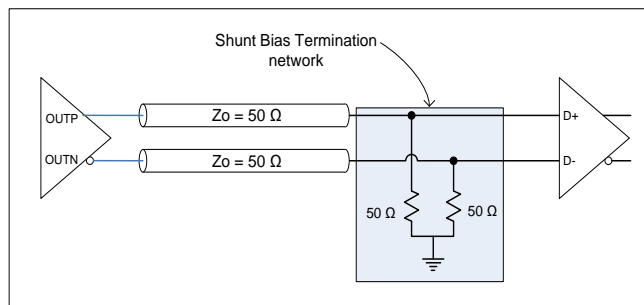 Shunt Bias Termination
network
OUTP
Zo = 50 Ω
D+
OUTN
Zo = 50 Ω
D-
50 Ω
50 Ω